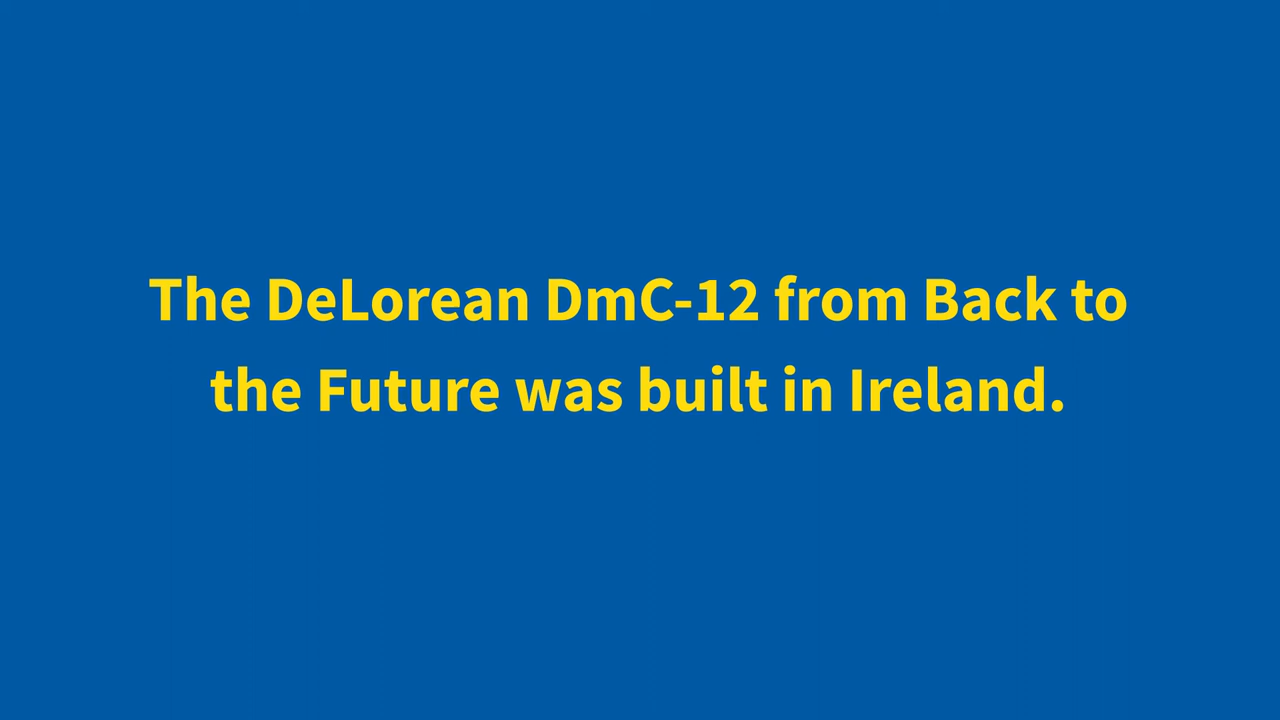 The DeLorean DmC-12 from Back to
the Future was built in Ireland.